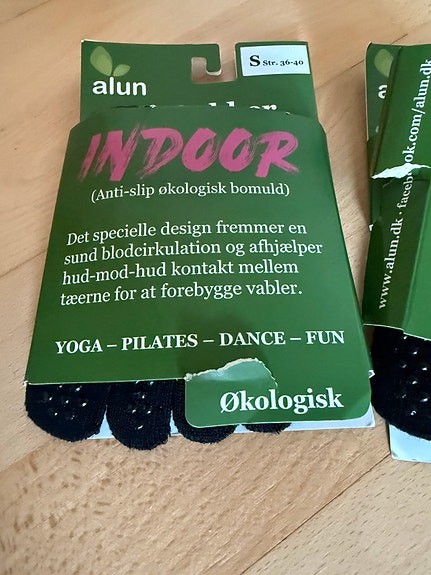 alun
S Str. 36-40
INDOOR
(Anti-slip økologisk bomuld)
Det specielle design fremmer en
sund blodcirkulation og afhjælper
hud-mod-hud kontakt mellem
tæerne for at forebygge vabler.
YOGA – PILATES – DANCE – FUN
Økologisk
www.alun.dk · facebook.com/alun.dk